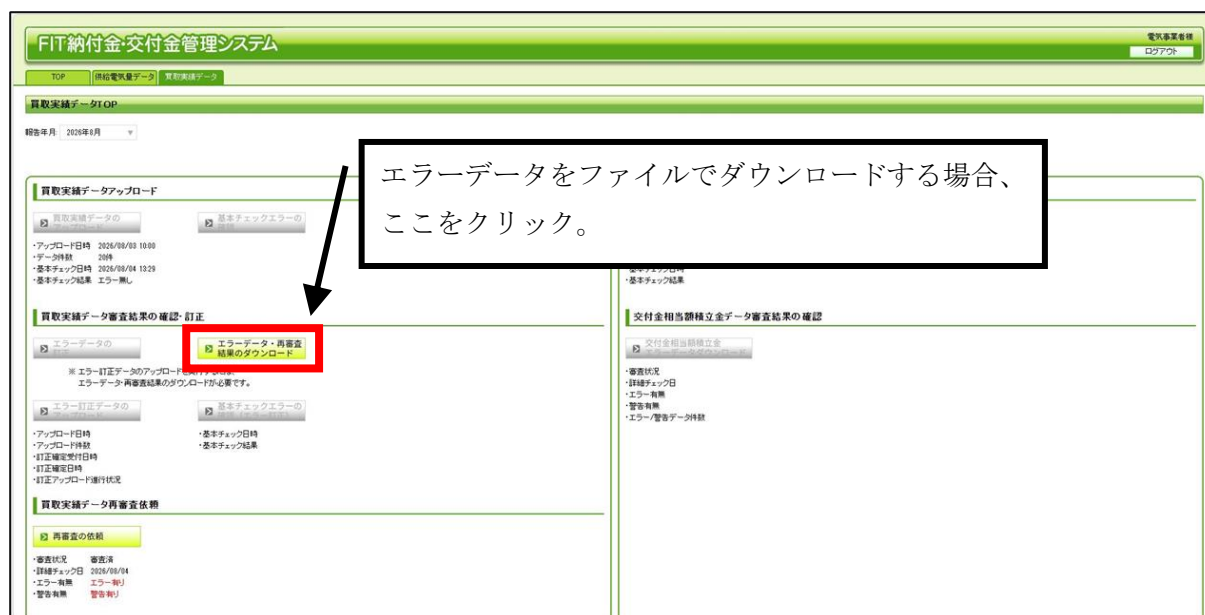 FIT納付金・交付金管理システム
電気事業者様
ログアウト
TOP
供給電気量データ
買取実績データ
買取実績データTOP
報告年月
2026年8月
エラーデータをファイルでダウンロードする場合、
ここをクリック。
買取実績データアップロード
買取実績データの
アップロード
基本チェックエラーの
・アップロード日時 2026/08/03 10:00
・データ件数 20件
・基本チェック日時 2026/08/04 13:29
・基本チェック結果 エラー無し
・基本チェック日時
・基本チェック結果
買取実績データ審査結果の確認・訂正
エラーデータの
訂正
エラーデータ・再審査
結果のダウンロード
※ エラー訂正データのアップロード
エラーデータ・再審査結果のダウンロードが必要です。
エラー訂正データの
アップロード
基本チェックエラーの
・アップロード日時
・アップロード件数
・訂正確定受付日時
・訂正確定日時
・訂正アップロード進行状況
・基本チェック日時
・基本チェック結果
買取実績データ再審査依頼
再審査の依頼
・審査状況 審査済
・詳細チェック日 2026/08/04
・エラー有無 エラー有り
・警告有無 警告有り
交付金相当額積立金データ審査結果の確認
交付金相当額積立金
エラーデータダウンロード
・審査状況
・詳細チェック日
・エラー有無
・警告有無
・エラー/警告データ件数